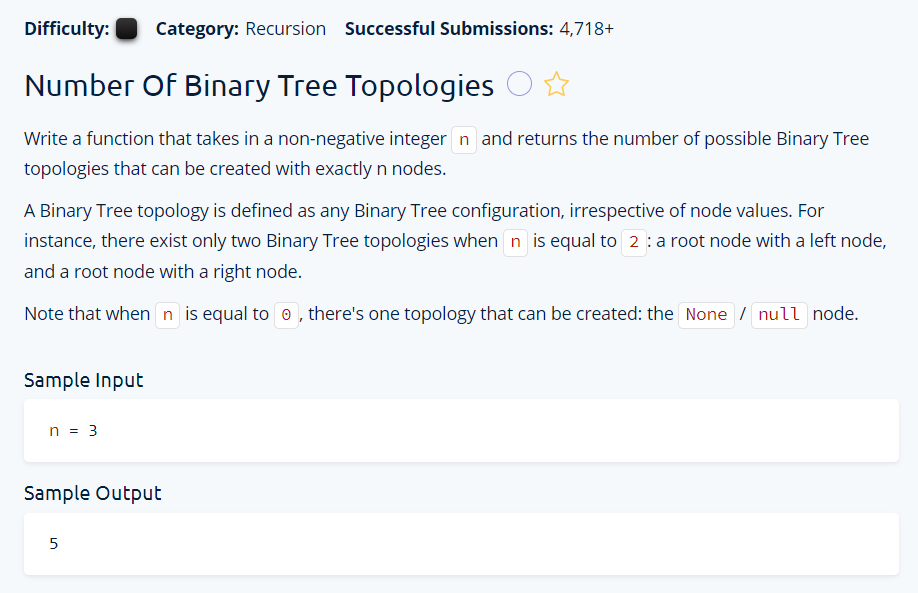 Difficulty: Category: Recursion Successful Submissions: 4,718+
Number Of Binary Tree Topologies
Write a function that takes in a non-negative integer n and returns the number of possible Binary Tree
topologies that can be created with exactly n nodes.
A Binary Tree topology is defined as any Binary Tree configuration, irrespective of node values. For
instance, there exist only two Binary Tree topologies when n is equal to 2: a root node with a left node,
and a root node with a right node.
Note that when n is equal to 0, there's one topology that can be created: the None / null node.
Sample Input
n = 3
Sample Output
5